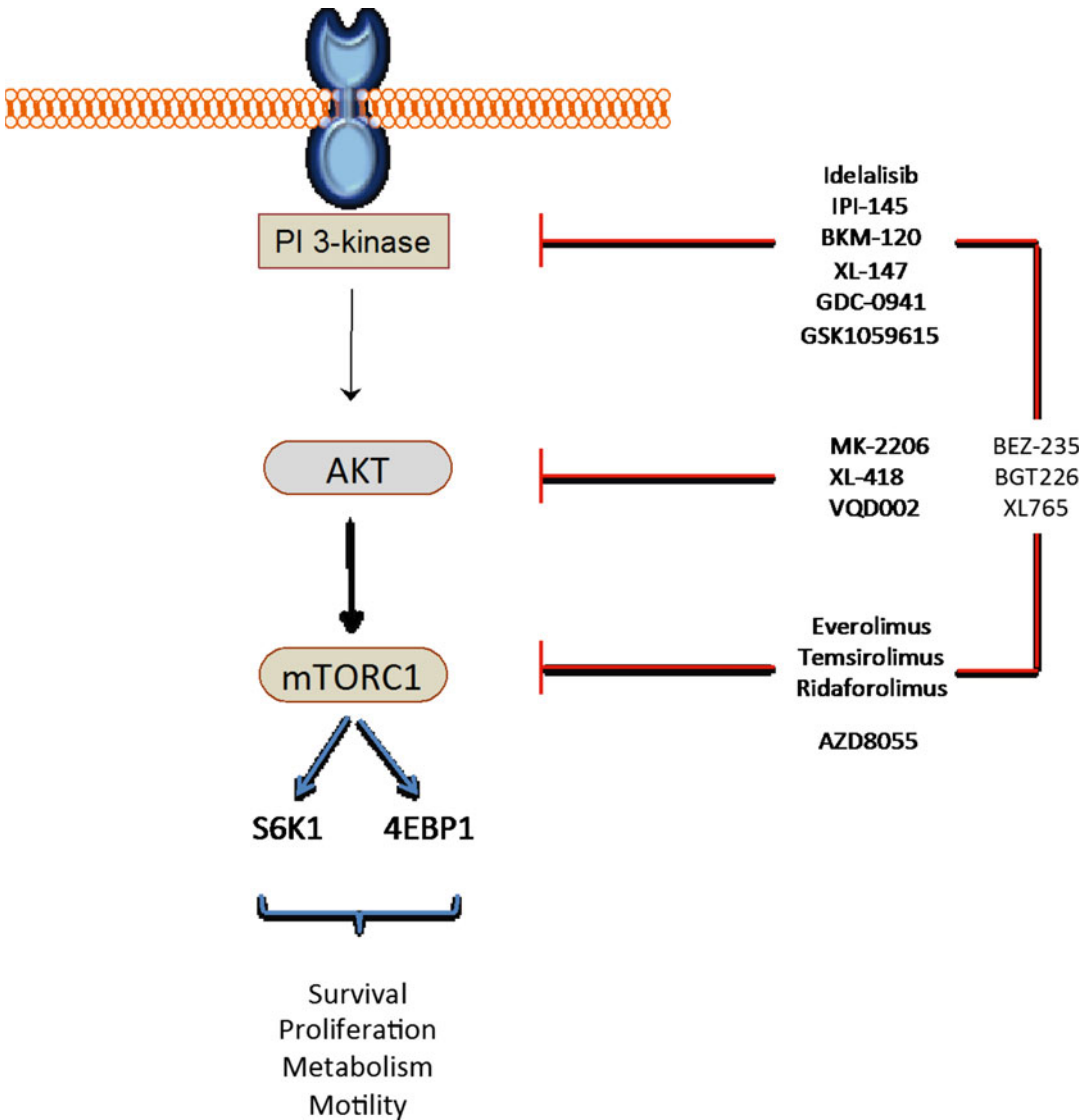 PI 3-kinase
Idelalisib
IPI-145
BKM-120
XL-147
GDC-0941
GSK1059615
AKT
MK-2206
XL-418
VQD002
BEZ-235
BGT226
XL765
mTORC1
Everolimus
Temsirolimus
Ridaforolimus
AZD8055
S6K1
4EBP1
Survival
Proliferation
Metabolism
Motility